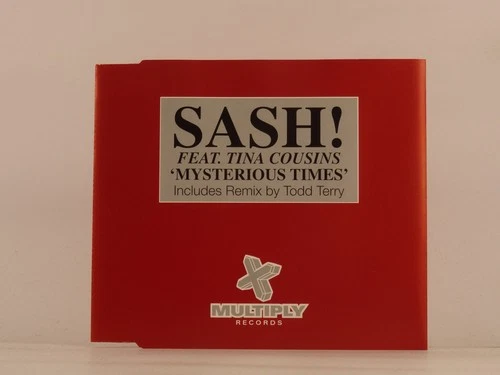 SASH!
FEAT. TINA COUSINS
‘MYSTERIOUS TIMES’
Includes Remix by Todd Terry
MULTIPLY
RECORDS